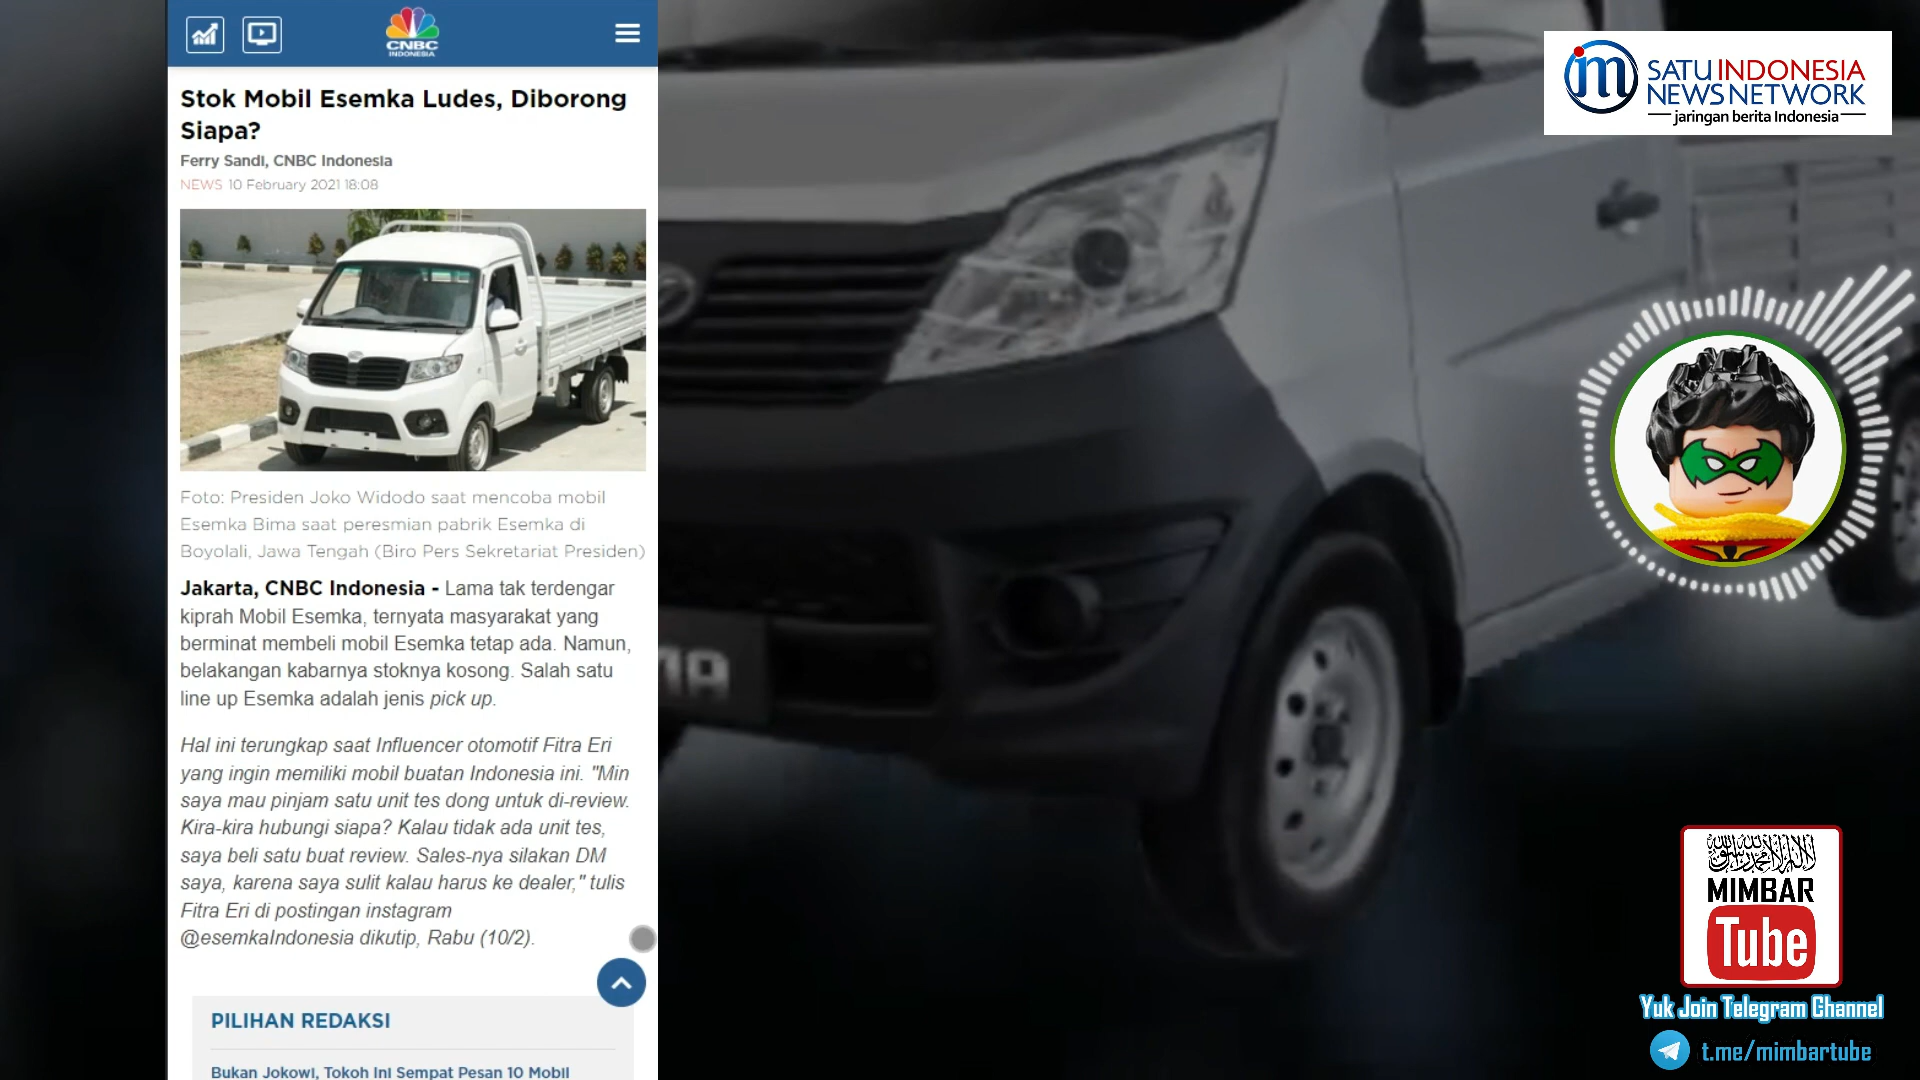 CNBC
INDONESIA
Stok Mobil Esemka Ludes, Diborong
Siapa?
Ferry Sandi, CNBC Indonesia
NEWS 10 February 2021 18:08
Foto: Presiden Joko Widodo saat mencoba mobil
Esemka Bima saat peresmian pabrik Esemka di
Boyolali, Jawa Tengah (Biro Pers Sekretariat Presiden)
Jakarta, CNBC Indonesia - Lama tak terdengar
kiprah Mobil Esemka, ternyata masyarakat yang
berminat membeli mobil Esemka tetap ada. Namun,
belakangan kabarnya stoknya kosong. Salah satu
line up Esemka adalah jenis pick up.
Hal ini terungkap saat Influencer otomotif Fitra Eri
yang ingin memiliki mobil buatan Indonesia ini. "Min
saya mau pinjam satu unit tes dong untuk di-review.
Kira-kira hubungi siapa? Kalau tidak ada unit tes,
saya beli satu buat review. Sales-nya silakan DM
saya, karena saya sulit kalau harus ke dealer," tulis
Fitra Eri di postingan instagram
@esemkaIndonesia dikutip, Rabu (10/2).
PILIHAN REDAKSI
Bukan Jokowi, Tokoh Ini Sempat Pesan 10 Mobil
SATU INDONESIA
NEWS NETWORK
jaringan berita Indonesia
MIMBAR
Tube
Yuk Join Telegram Channel
t.me/mimbartube